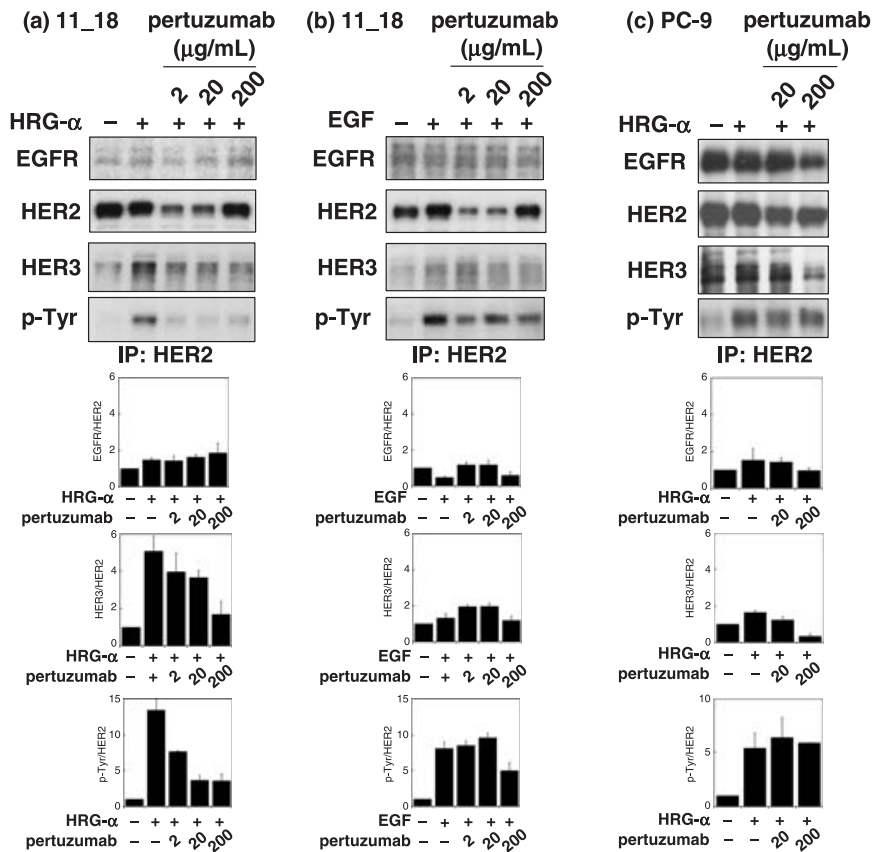 (a) 11_18 pertuzumab
(μg/mL)
2 20 200
HRG-α – + + + +
EGFR
HER2
HER3
p-Tyr
IP: HER2
EGFR/HER2
6
4
2
0
HRG-α – + + + +
pertuzumab – – 2 20 200
HER3/HER2
6
4
2
0
HRG-α – + + + +
pertuzumab – + 2 20 200
p-Tyr/HER2
15
10
5
0
HRG-α – + + + +
pertuzumab – – 2 20 200
(b) 11_18 pertuzumab
(μg/mL)
2 20 200
EGF – + + + +
EGFR
HER2
HER3
p-Tyr
IP: HER2
EGFR/HER2
6
4
2
0
EGF – + + + +
pertuzumab – – 2 20 200
HER3/HER2
6
4
2
0
EGF – + + + +
pertuzumab – + 2 20 200
p-Tyr/HER2
15
10
5
0
EGF – + + + +
pertuzumab – – 2 20 200
(c) PC-9 pertuzumab
(μg/mL)
20 200
HRG-α – + + +
EGFR
HER2
HER3
p-Tyr
IP: HER2
EGFR/HER2
6
4
2
0
HRG-α – + + +
pertuzumab – – 20 200
HER3/HER2
6
4
2
0
HRG-α – + + +
pertuzumab – – 20 200
p-Tyr/HER2
10
5
0
HRG-α – + + +
pertuzumab – – 20 200